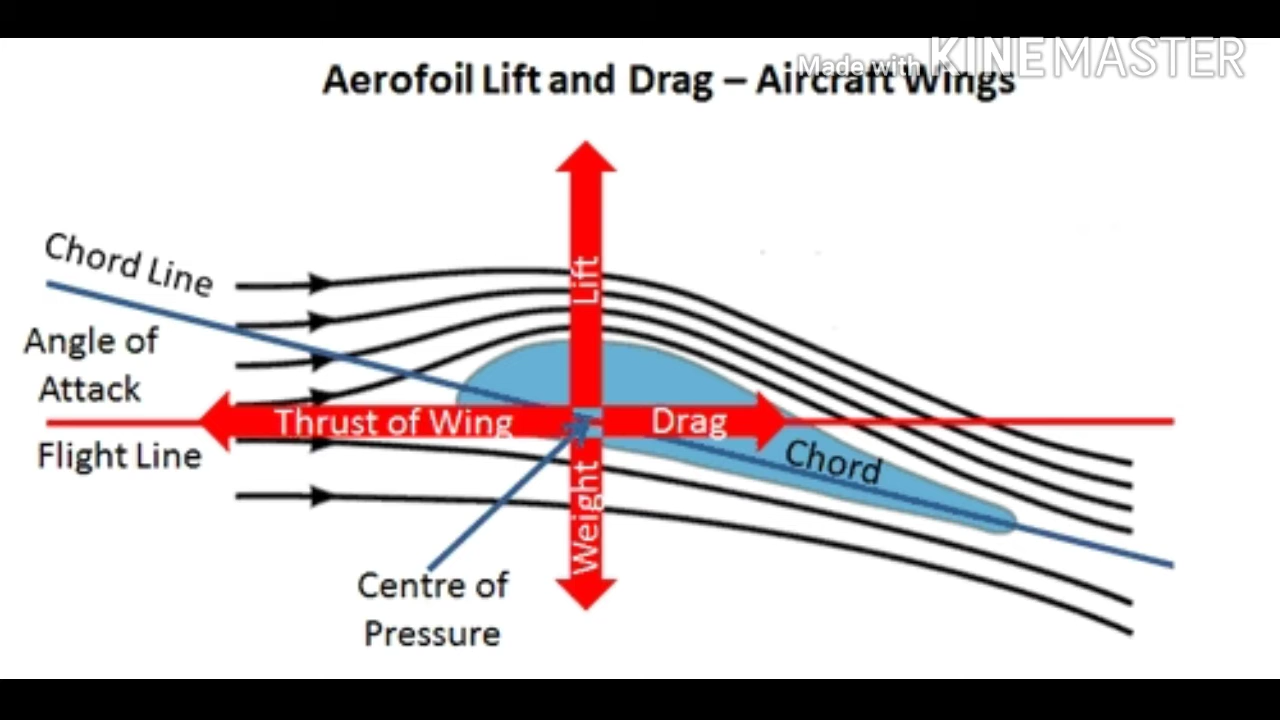 Made with KINEMASTER
Aerofoil Lift and Drag – Aircraft Wings
Chord Line
Lift
Angle of
Attack
Thrust of Wing
Drag
Flight Line
Chord
Weight
Centre of
Pressure